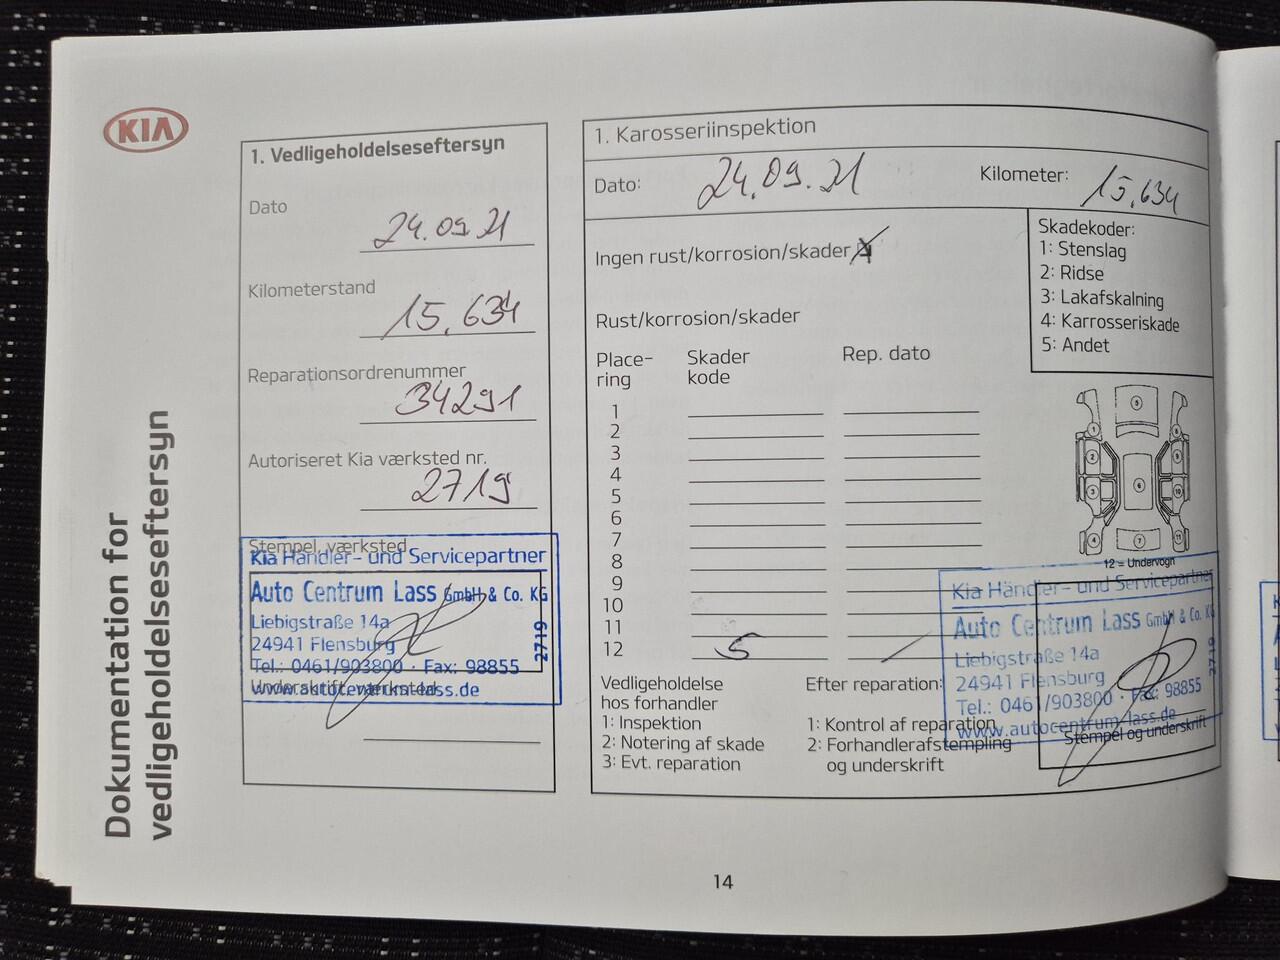 KIA
Dokumentation for
vedligeholdelseseftersyn
1. Vedligeholdelseseftersyn
Dato
24.09.21
Kilometerstand
15.634
Reparationsordrenummer
34291
Autoriseret Kia værksted nr.
2719
Stempel, værksted
Kia Händler- und Servicepartner
Auto Centrum Lass GmbH & Co. KG
Liebigstraße 14a
24941 Flensburg
Tel.: 0461/903800 · Fax: 98855
www.autocentrum-lass.de
2719
Underskrift, værksted
1. Karosseriinspektion
Dato: 24.09.21 Kilometer: 15.634
Ingen rust/korrosion/skader
Rust/korrosion/skader
Skadekoder:
1: Stenslag
2: Ridse
3: Lakafskalning
4: Karrosseriskade
5: Andet
Place-
ring
Skader
kode
Rep. dato
1
2
3
4
5
6
7
8
9
10
11
12 5
12 = Undervogn
Vedligeholdelse
hos forhandler
1: Inspektion
2: Notering af skade
3: Evt. reparation
Efter reparation:
1: Kontrol af reparation
2: Forhandlerafstempling
og underskrift
Kia Händler- und Servicepartner
Auto Centrum Lass GmbH & Co. KG
Liebigstraße 14a
24941 Flensburg
Tel.: 0461/903800 · Fax: 98855
www.autocentrum-lass.de
2719
Stempel og underskrift
14